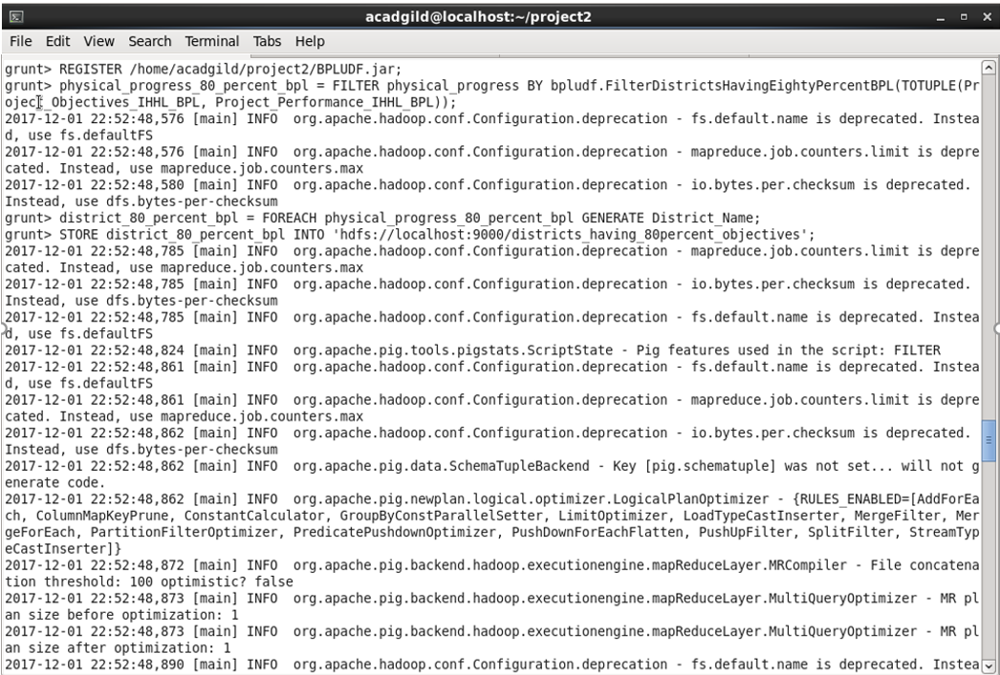 acadgild@localhost:~/project2
File Edit View Search Terminal Tabs Help
grunt> REGISTER /home/acadgild/project2/BPLUDF.jar;
grunt> physical_progress_80_percent_bpl = FILTER physical_progress BY bpludf.FilterDistrictsHavingEightyPercentBPL(TOTUPLE(Pr
oject_Objectives_IHHL_BPL, Project_Performance_IHHL_BPL));
2017-12-01 22:52:48,576 [main] INFO  org.apache.hadoop.conf.Configuration.deprecation - fs.default.name is deprecated. Instea
d, use fs.defaultFS
2017-12-01 22:52:48,576 [main] INFO  org.apache.hadoop.conf.Configuration.deprecation - mapreduce.job.counters.limit is depre
cated. Instead, use mapreduce.job.counters.max
2017-12-01 22:52:48,580 [main] INFO  org.apache.hadoop.conf.Configuration.deprecation - io.bytes.per.checksum is deprecated.
Instead, use dfs.bytes-per-checksum
grunt> district_80_percent_bpl = FOREACH physical_progress_80_percent_bpl GENERATE District_Name;
grunt> STORE district_80_percent_bpl INTO 'hdfs://localhost:9000/districts_having_80percent_objectives';
2017-12-01 22:52:48,785 [main] INFO  org.apache.hadoop.conf.Configuration.deprecation - mapreduce.job.counters.limit is depre
cated. Instead, use mapreduce.job.counters.max
2017-12-01 22:52:48,785 [main] INFO  org.apache.hadoop.conf.Configuration.deprecation - io.bytes.per.checksum is deprecated.
Instead, use dfs.bytes-per-checksum
2017-12-01 22:52:48,785 [main] INFO  org.apache.hadoop.conf.Configuration.deprecation - fs.default.name is deprecated. Instea
d, use fs.defaultFS
2017-12-01 22:52:48,824 [main] INFO  org.apache.pig.tools.pigstats.ScriptState - Pig features used in the script: FILTER
2017-12-01 22:52:48,861 [main] INFO  org.apache.hadoop.conf.Configuration.deprecation - fs.default.name is deprecated. Instea
d, use fs.defaultFS
2017-12-01 22:52:48,861 [main] INFO  org.apache.hadoop.conf.Configuration.deprecation - mapreduce.job.counters.limit is depre
cated. Instead, use mapreduce.job.counters.max
2017-12-01 22:52:48,862 [main] INFO  org.apache.hadoop.conf.Configuration.deprecation - io.bytes.per.checksum is deprecated.
Instead, use dfs.bytes-per-checksum
2017-12-01 22:52:48,862 [main] INFO  org.apache.pig.data.SchemaTupleBackend - Key [pig.schematuple] was not set... will not g
enerate code.
2017-12-01 22:52:48,862 [main] INFO  org.apache.pig.newplan.logical.optimizer.LogicalPlanOptimizer - {RULES_ENABLED=[AddForEa
ch, ColumnMapKeyPrune, ConstantCalculator, GroupByConstParallelSetter, LimitOptimizer, LoadTypeCastInserter, MergeFilter, Mer
geForEach, PartitionFilterOptimizer, PredicatePushdownOptimizer, PushDownForEachFlatten, PushUpFilter, SplitFilter, StreamTyp
eCastInserter]}
2017-12-01 22:52:48,872 [main] INFO  org.apache.pig.backend.hadoop.executionengine.mapReduceLayer.MRCompiler - File concatena
tion threshold: 100 optimistic? false
2017-12-01 22:52:48,873 [main] INFO  org.apache.pig.backend.hadoop.executionengine.mapReduceLayer.MultiQueryOptimizer - MR pl
an size before optimization: 1
2017-12-01 22:52:48,873 [main] INFO  org.apache.pig.backend.hadoop.executionengine.mapReduceLayer.MultiQueryOptimizer - MR pl
an size after optimization: 1
2017-12-01 22:52:48,890 [main] INFO  org.apache.hadoop.conf.Configuration.deprecation - fs.default.name is deprecated. Instea